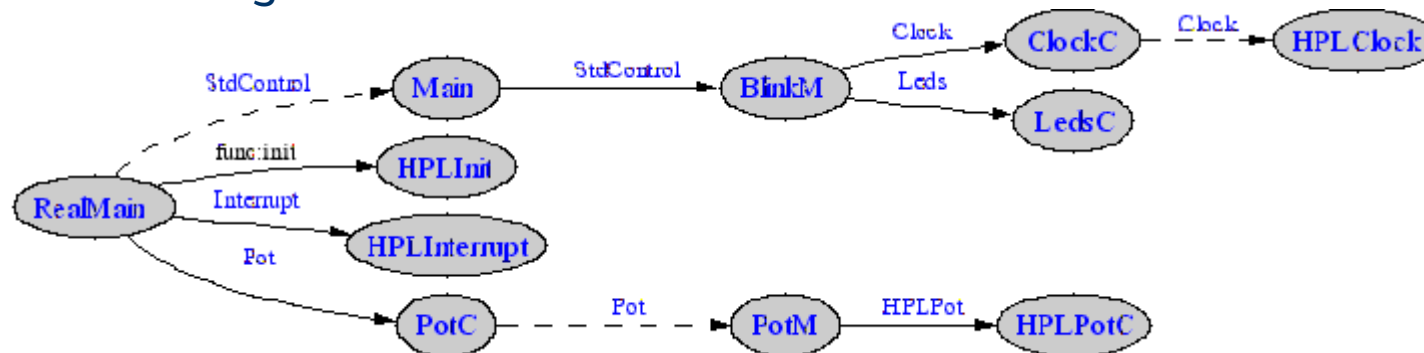 Clock
Clock
ClockC
HPLClock
StdControl
StdControl
Main
BlinkM
Leds
LedsC
func:init
HPLInit
RealMain
Interrupt
HPLInterrupt
Pot
Pot
HPLPot
PotC
PotM
HPLPotC